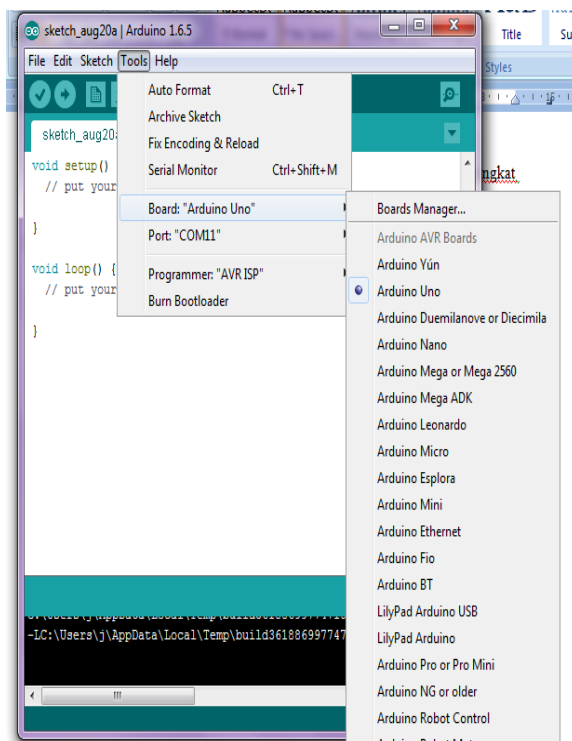 sketch_aug20a | Arduino 1.6.5
Title
File Edit Sketch Tools Help
Styles
Auto Format Ctrl+T
Archive Sketch
Fix Encoding & Reload
Serial Monitor Ctrl+Shift+M
Board: "Arduino Uno"
Port: "COM11"
Programmer: "AVR ISP"
Burn Bootloader
sketch_aug20a
void setup()
// put your
}
void loop() {
// put your
}
ngkat
Boards Manager...
Arduino AVR Boards
Arduino Yún
Arduino Uno
Arduino Duemilanove or Diecimila
Arduino Nano
Arduino Mega or Mega 2560
Arduino Mega ADK
Arduino Leonardo
Arduino Micro
Arduino Esplora
Arduino Mini
Arduino Ethernet
Arduino Fio
Arduino BT
LilyPad Arduino USB
LilyPad Arduino
Arduino Pro or Pro Mini
Arduino NG or older
Arduino Robot Control
-LC:\Users\j\AppData\Local\Temp\build361886997747